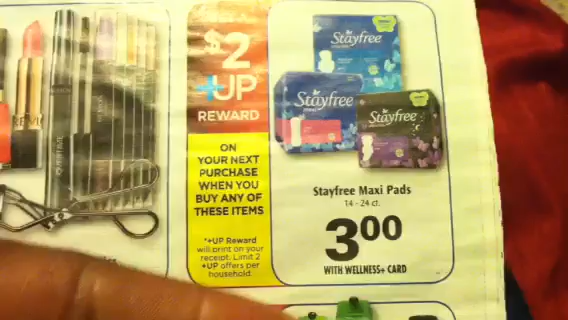 $2
+UP
REWARD
ON
YOUR NEXT
PURCHASE
WHEN YOU
BUY ANY OF
THESE ITEMS
*+UP Reward
will print on your
receipt. Limit 2
+UP offers per
household.
Stayfree
Stayfree
Stayfree
Stayfree Maxi Pads
14 - 24 ct.
3.00
WITH WELLNESS+ CARD